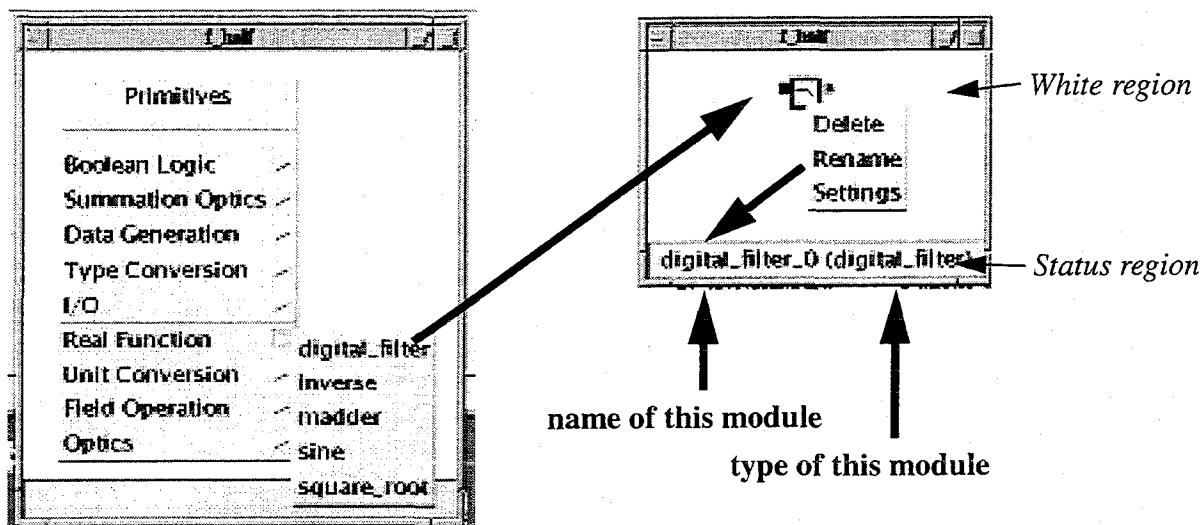 f_half
Primitives
Boolean Logic
Summation Optics
Data Generation
Type Conversion
I/O
Real Function
Unit Conversion
Field Operation
Optics
digital_filter
inverse
madder
sine
square_root
f_half
Delete
Rename
Settings
digital_filter_0 (digital_filter)
White region
Status region
name of this module
type of this module